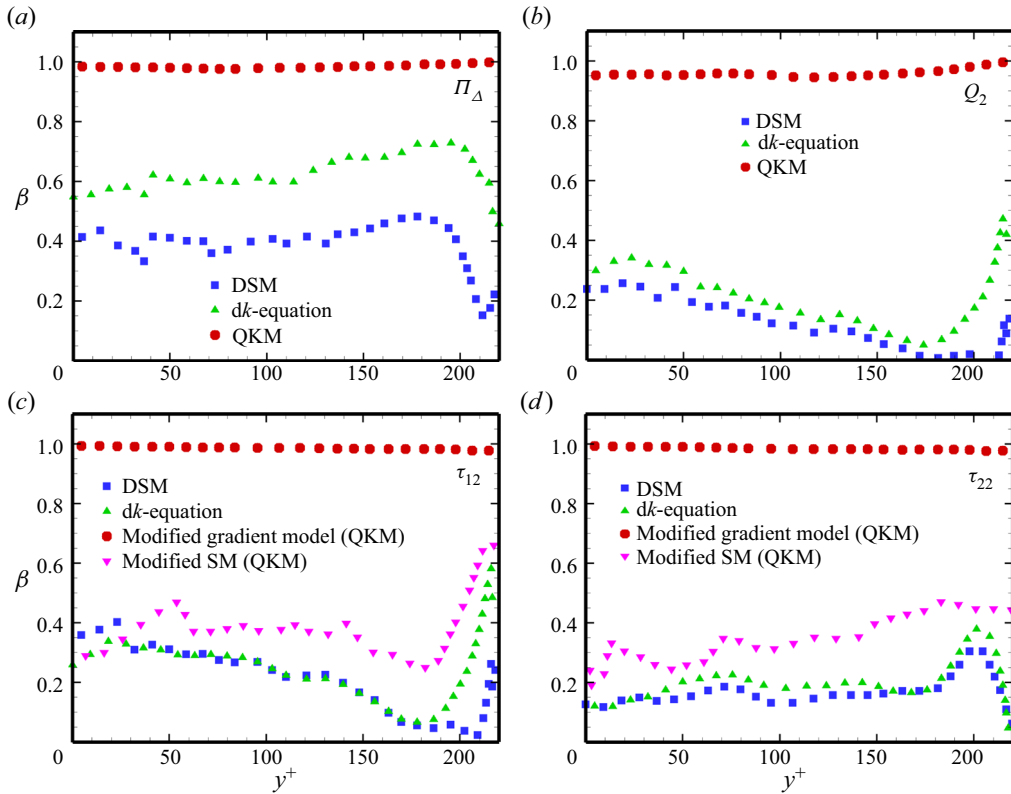 (a)
(b)
1.0
0.8
0.6
0.4
0.2
0
50
100
150
200
β
Π_Δ
DSM
dk-equation
QKM
1.0
0.8
0.6
0.4
0.2
0
50
100
150
200
Q_2
DSM
dk-equation
QKM
(c)
(d)
1.0
0.8
0.6
0.4
0.2
0
50
100
150
200
β
y^+
τ_12
DSM
dk-equation
Modified gradient model (QKM)
Modified SM (QKM)
1.0
0.8
0.6
0.4
0.2
0
50
100
150
200
y^+
τ_22
DSM
dk-equation
Modified gradient model (QKM)
Modified SM (QKM)